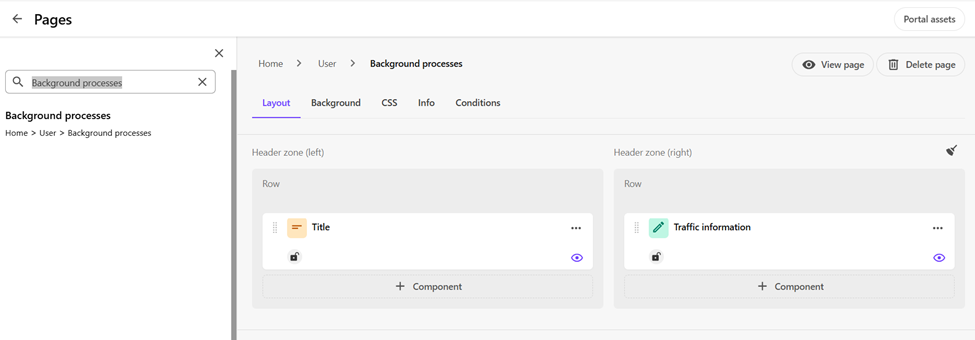 Pages
Portal assets
Background processes
Background processes
Home > User > Background processes
Home > User > Background processes
View page
Delete page
Layout Background CSS Info Conditions
Header zone (left)
Row
Title
+ Component
Header zone (right)
Row
Traffic information
+ Component